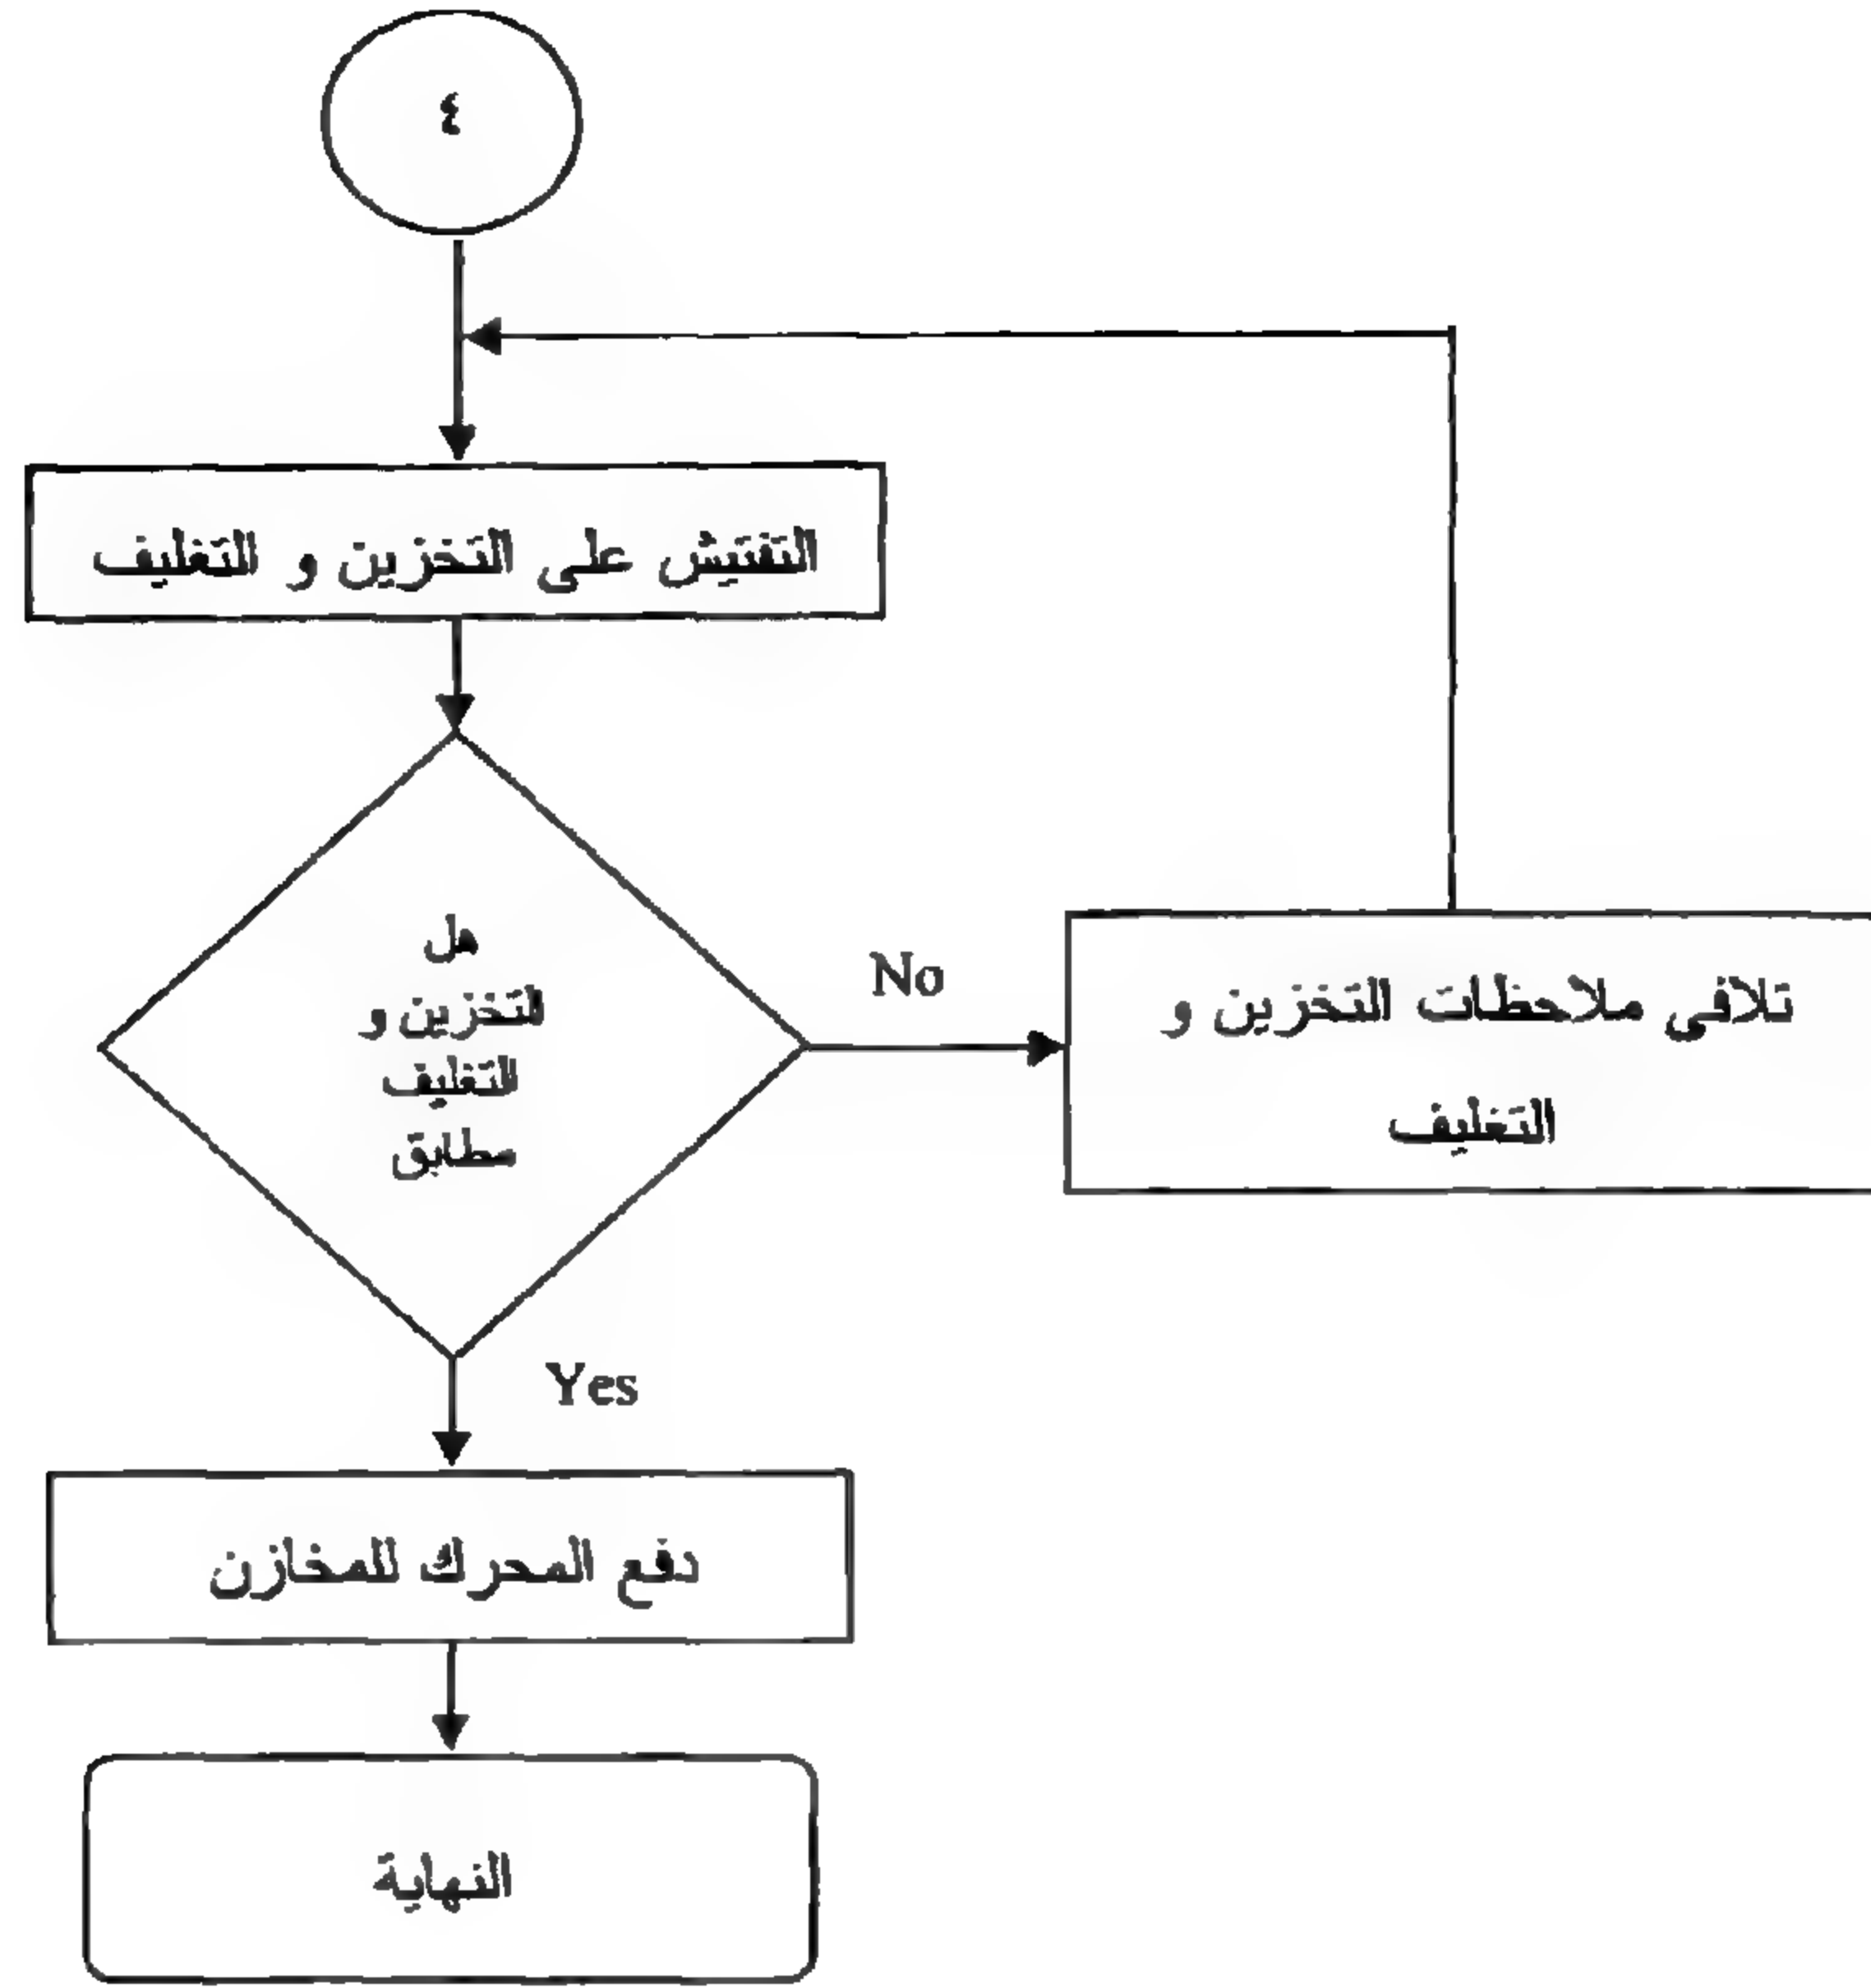 ٤
التفتيش على التخزين و التغليف
هل
التخزين و
التغليف
مطابق
No
تلافى ملاحظات التخزين و
التغليف
Yes
دفع المحرك للمخازن
النهاية